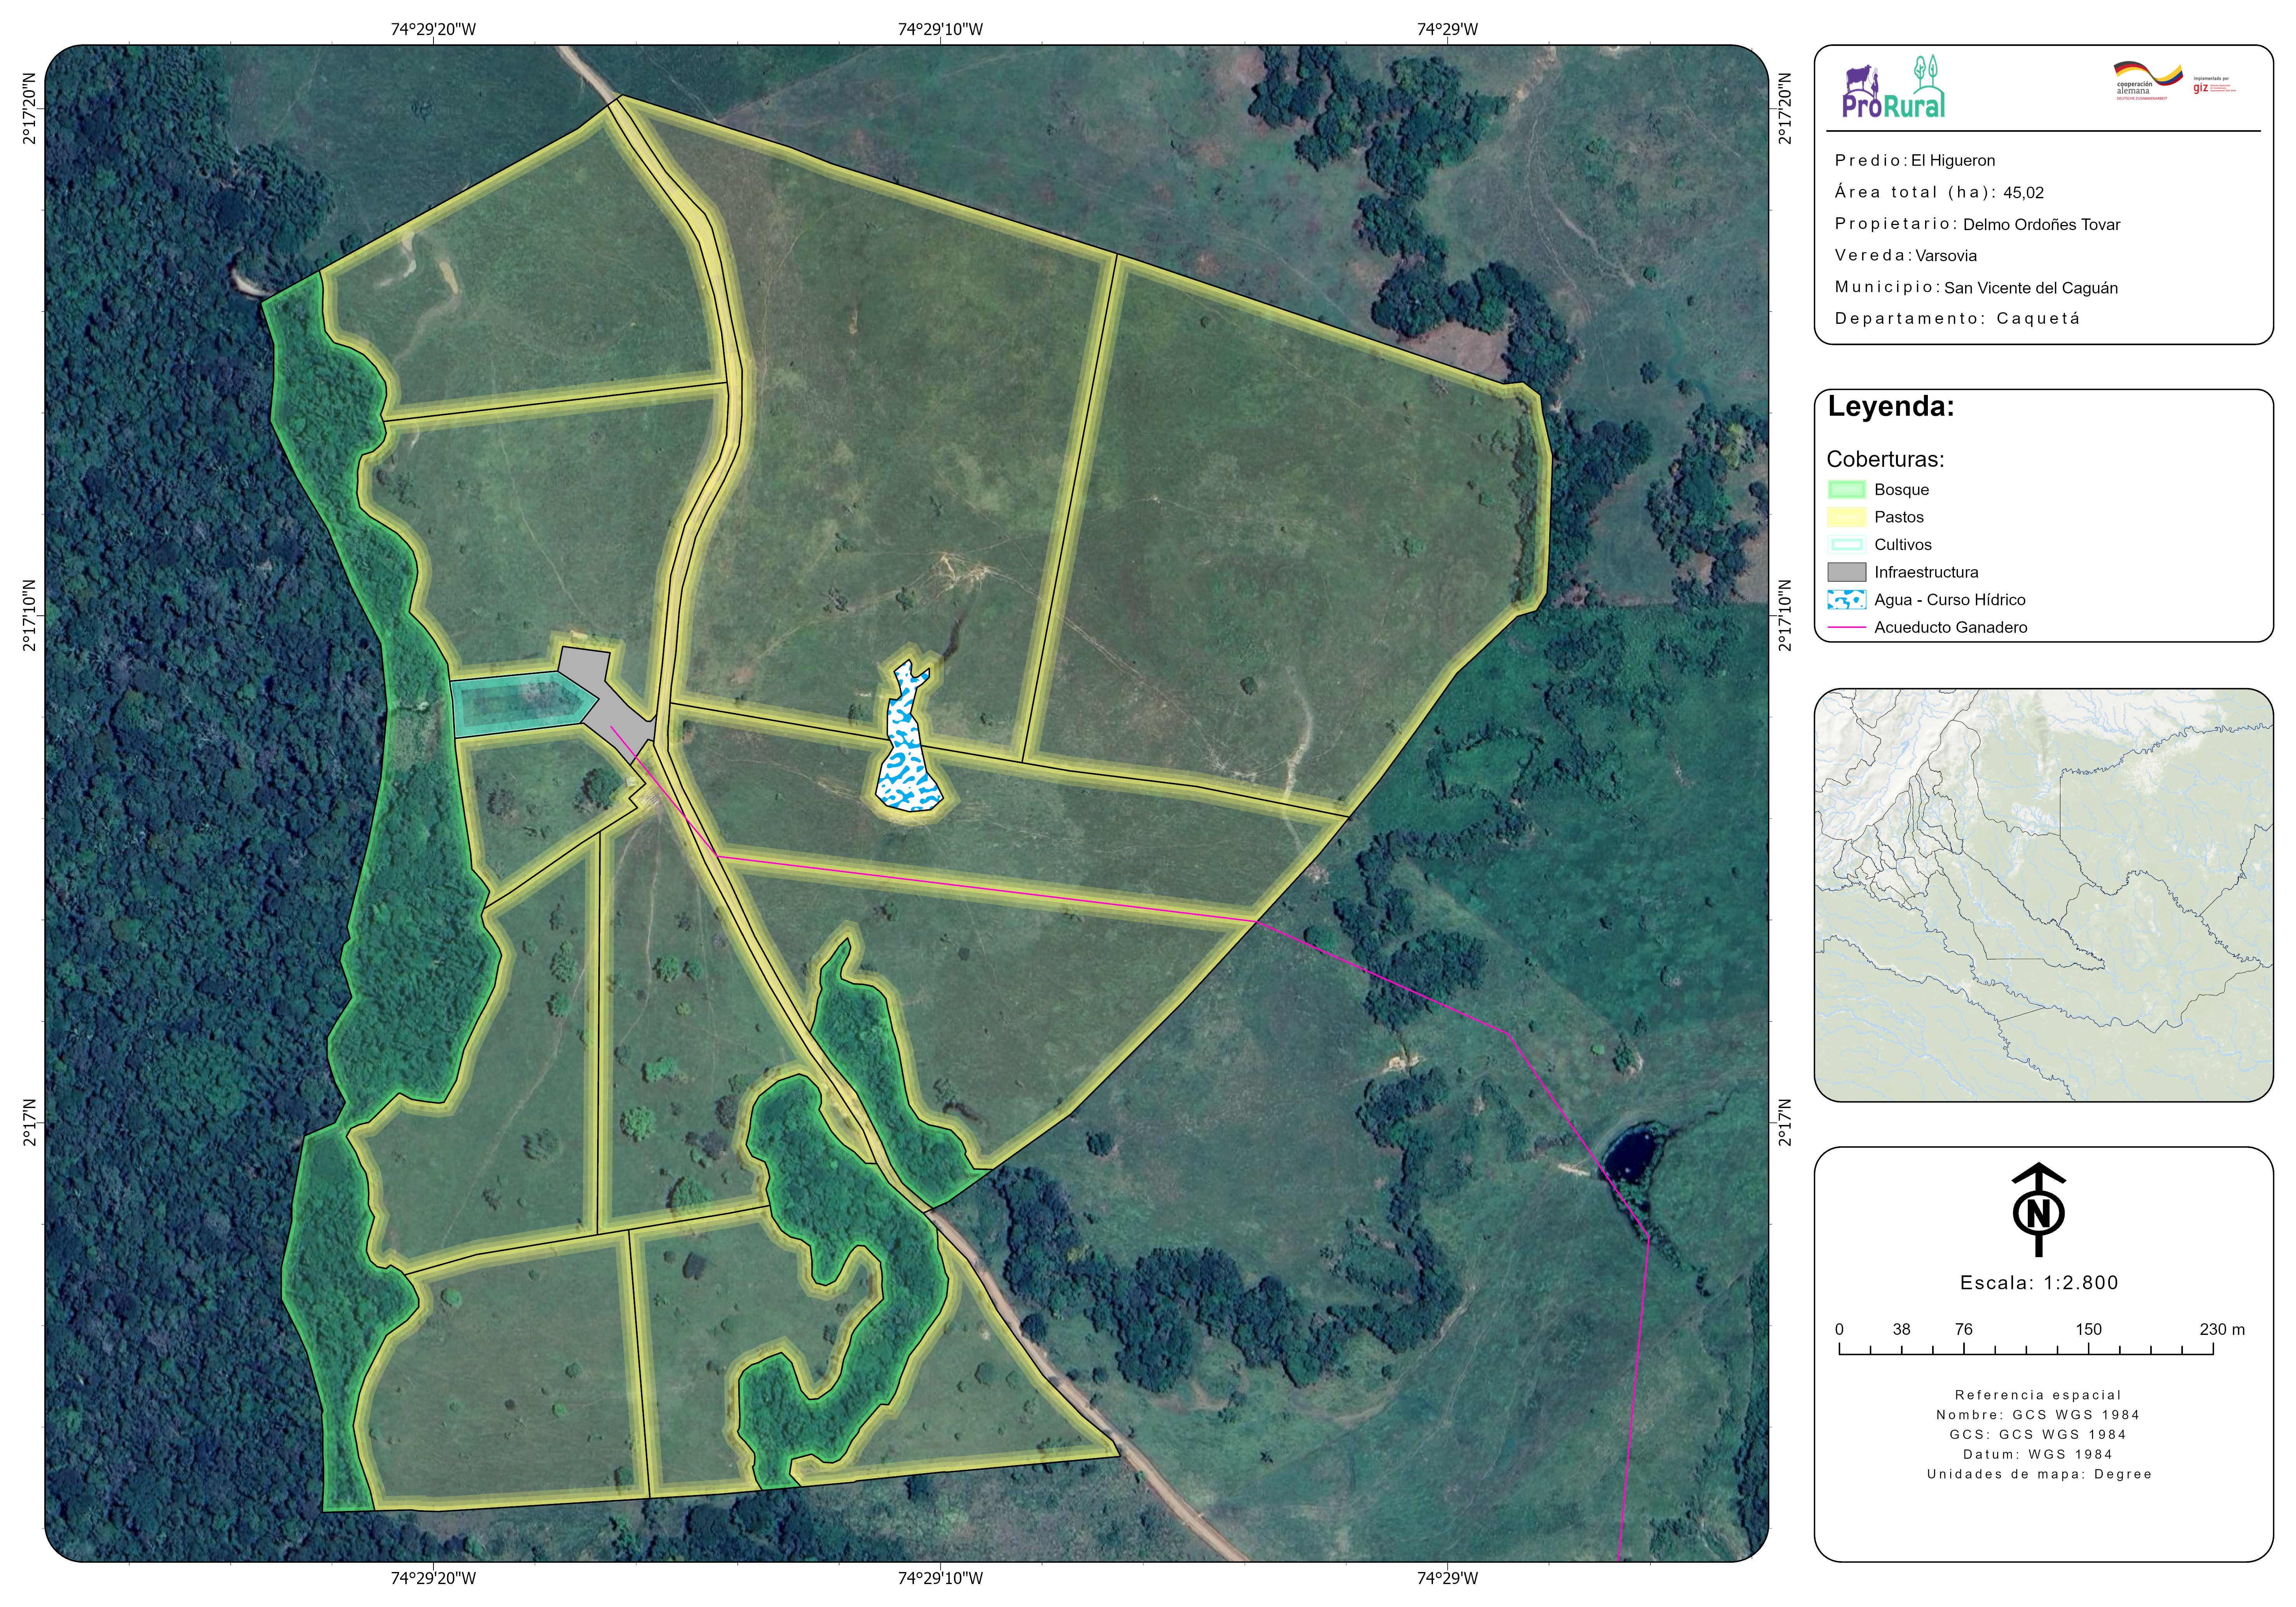 74°29'20"W 74°29'10"W 74°29'W
2°17'20"N
2°17'10"N
2°17'N
2°17'20"N
2°17'10"N
2°17'N
74°29'20"W 74°29'10"W 74°29'W
ProRural
cooperación
alemana
DEUTSCHE ZUSAMMENARBEIT
Implementada por
giz
Predio: El Higueron
Área total (ha): 45,02
Propietario: Delmo Ordoñes Tovar
Vereda: Varsovia
Municipio: San Vicente del Caguán
Departamento: Caquetá
Leyenda:
Coberturas:
Bosque
Pastos
Cultivos
Infraestructura
Agua - Curso Hídrico
Acueducto Ganadero
N
Escala: 1:2.800
0 38 76 150 230 m
Referencia espacial
Nombre: GCS WGS 1984
GCS: GCS WGS 1984
Datum: WGS 1984
Unidades de mapa: Degree